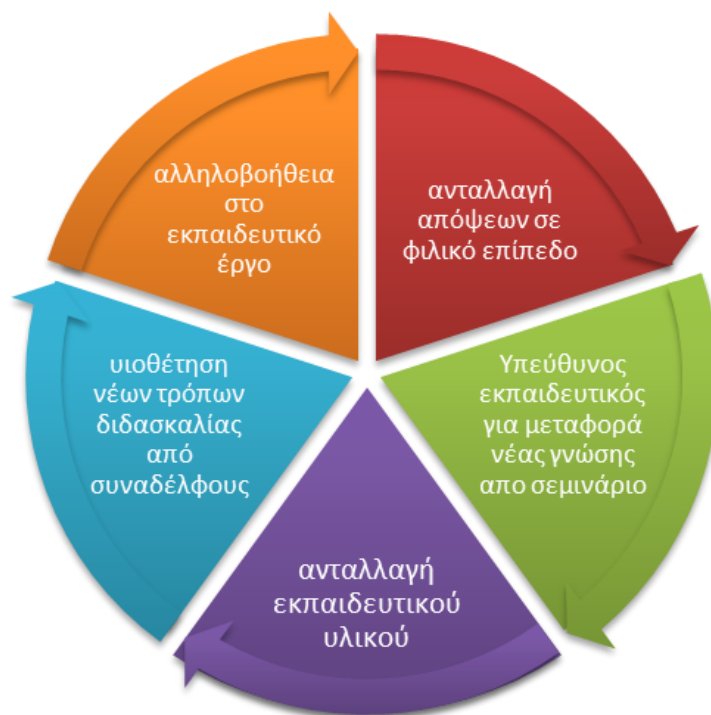 αλληλοβοήθεια
στο
εκπαιδευτικό
έργο
ανταλλαγή
απόψεων σε
φιλικό επίπεδο
Υπεύθυνος
εκπαιδευτικός
για μεταφορά
νέας γνώσης
απο σεμινάριο
ανταλλαγή
εκπαιδευτικού
υλικού
υιοθέτηση
νέων τρόπων
διδασκαλίας
από
συναδέλφους